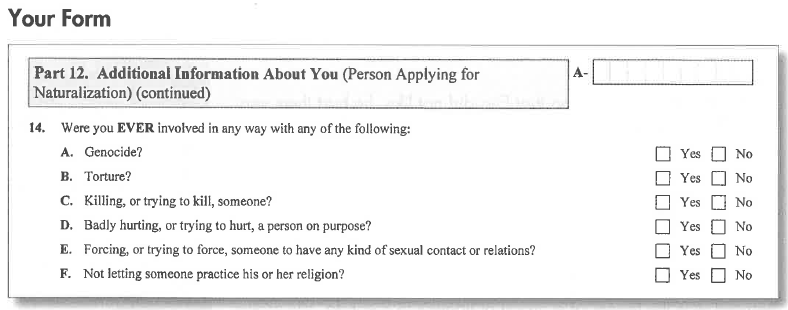 Your Form
Part 12. Additional Information About You (Person Applying for
Naturalization) (continued)
A-
14. Were you EVER involved in any way with any of the following:
A. Genocide? Yes No
B. Torture? Yes No
C. Killing, or trying to kill, someone? Yes No
D. Badly hurting, or trying to hurt, a person on purpose? Yes No
E. Forcing, or trying to force, someone to have any kind of sexual contact or relations? Yes No
F. Not letting someone practice his or her religion? Yes No